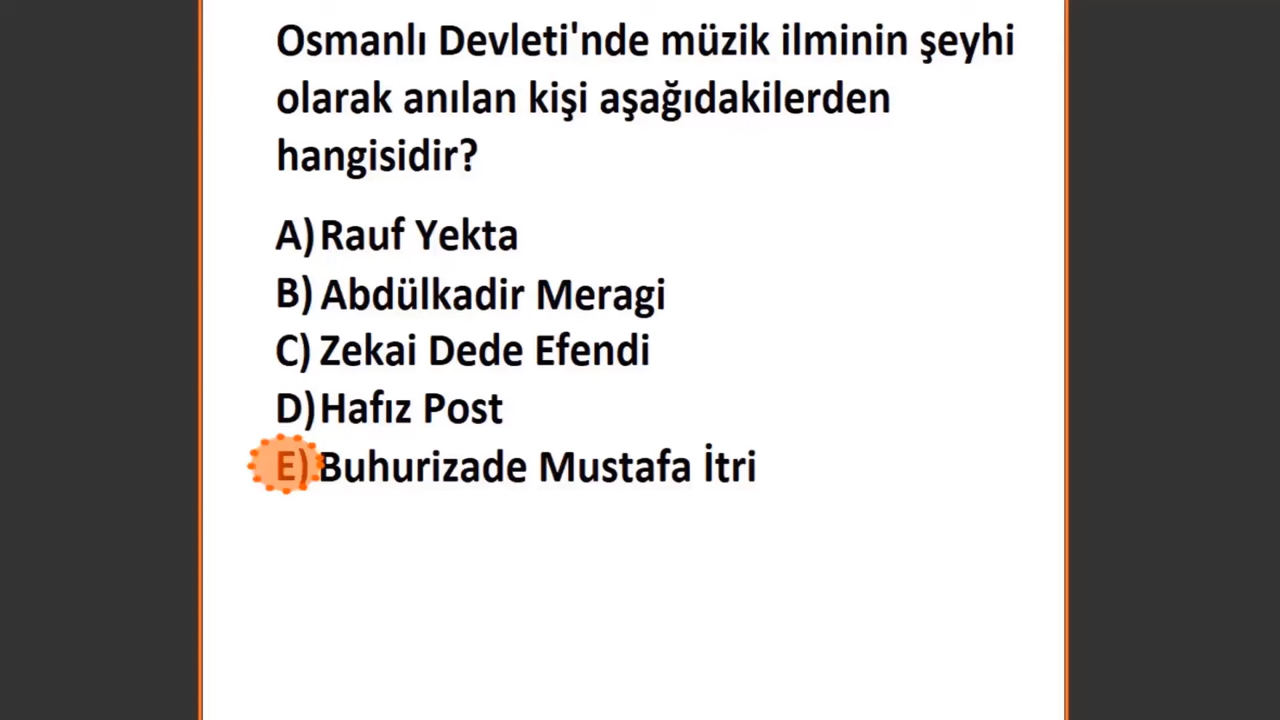 Osmanlı Devleti'nde müzik ilminin şeyhi
olarak anılan kişi aşağıdakilerden
hangisidir?
A) Rauf Yekta
B) Abdülkadir Meragi
C) Zekai Dede Efendi
D) Hafız Post
E) Buhurizade Mustafa İtri